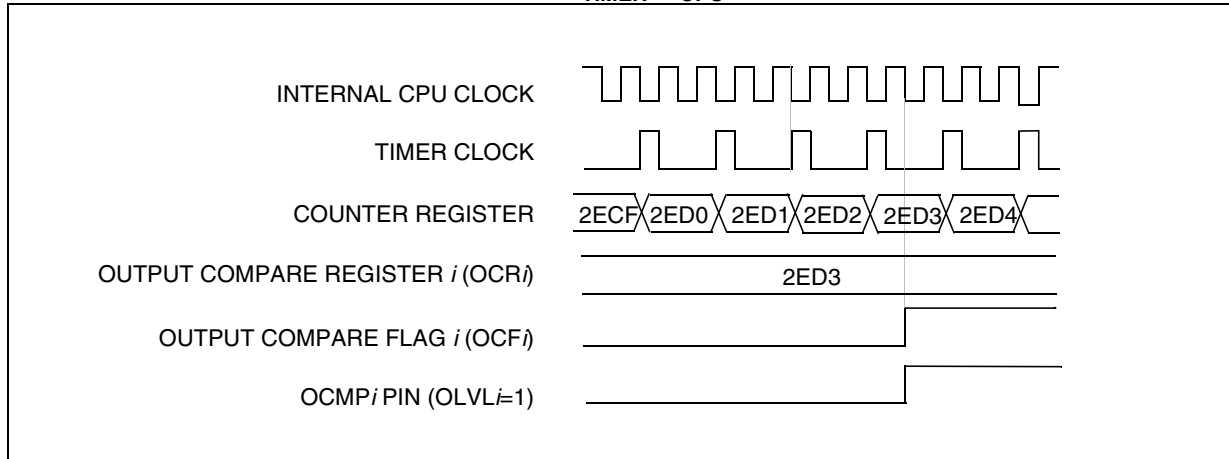 INTERNAL CPU CLOCK
TIMER CLOCK
COUNTER REGISTER 2ECF 2ED0 2ED1 2ED2 2ED3 2ED4
OUTPUT COMPARE REGISTER i (OCRi) 2ED3
OUTPUT COMPARE FLAG i (OCFi)
OCMPi PIN (OLVLi=1)